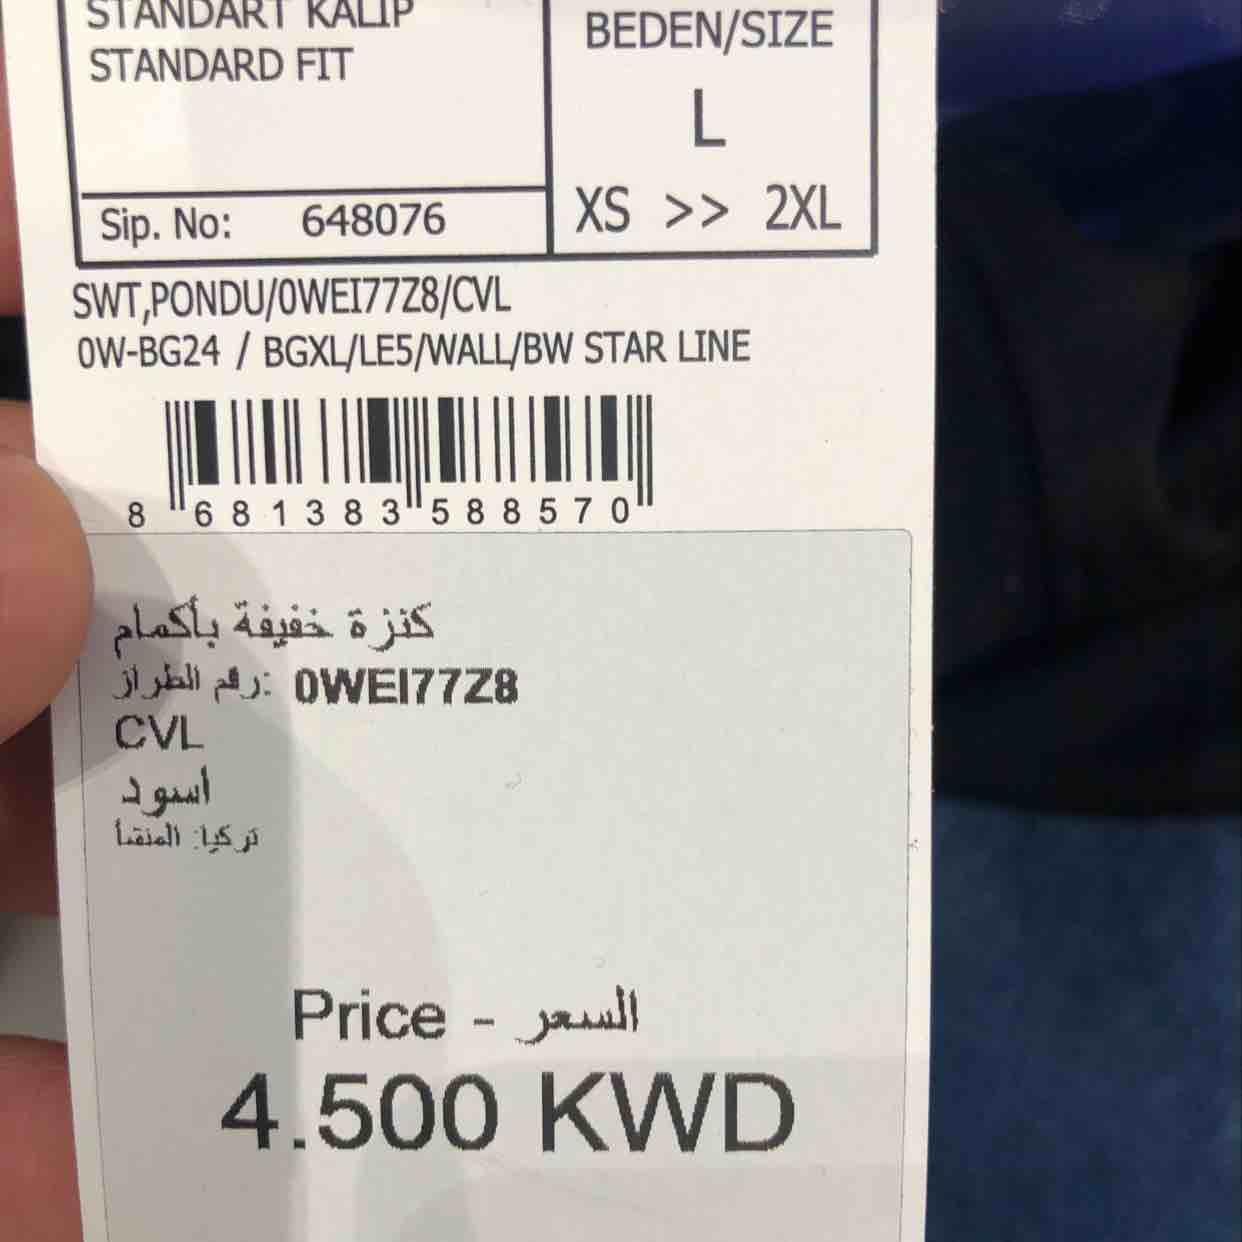 STANDART KALIP
STANDARD FIT
BEDEN/SIZE
L
XS >> 2XL
Sip. No: 648076
SWT,PONDU/0WEI77Z8/CVL
0W-BG24 / BGXL/LE5/WALL/BW STAR LINE
8 681383 588570
كنزة خفيفة بأكمام
رقم الطراز: 0WEI77Z8
CVL
اسود
تركيا: المنشأ
Price - السعر
4.500 KWD